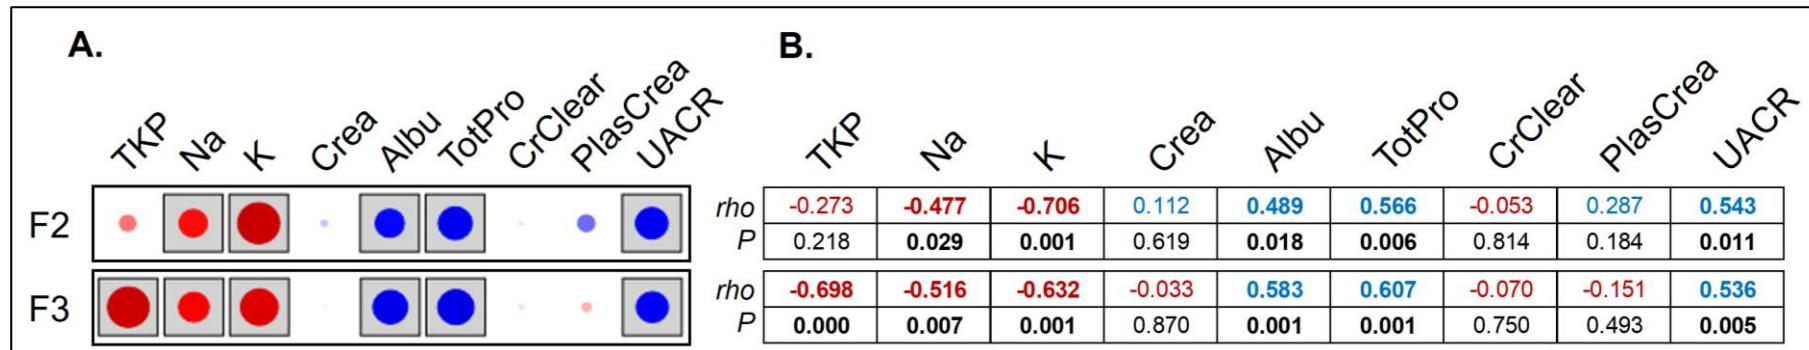 A.
TKP Na K Crea Albu TotPro CrClear PlasCrea UACR
F2
F3
B.
TKP Na K Crea Albu TotPro CrClear PlasCrea UACR
rho -0.273 -0.477 -0.706 0.112 0.489 0.566 -0.053 0.287 0.543
P 0.218 0.029 0.001 0.619 0.018 0.006 0.814 0.184 0.011
rho -0.698 -0.516 -0.632 -0.033 0.583 0.607 -0.070 -0.151 0.536
P 0.000 0.007 0.001 0.870 0.001 0.001 0.750 0.493 0.005